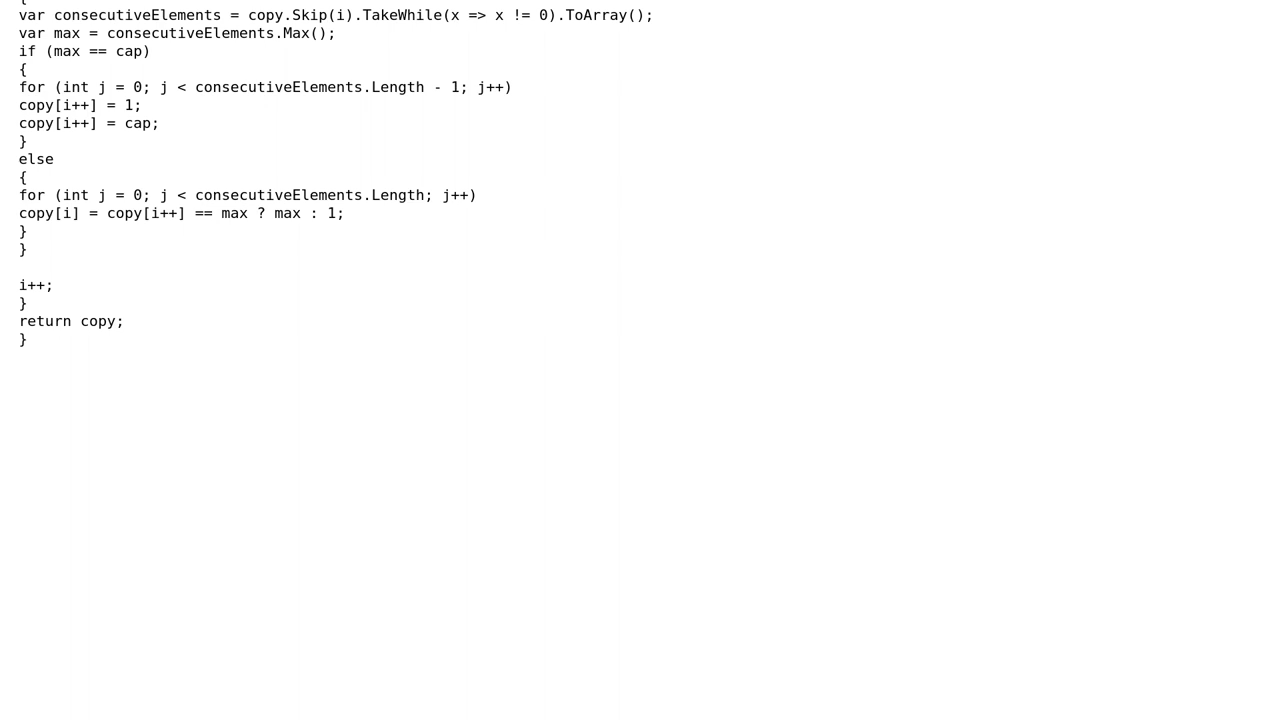 {
var consecutiveElements = copy.Skip(i).TakeWhile(x => x != 0).ToArray();
var max = consecutiveElements.Max();
if (max == cap)
{
for (int j = 0; j < consecutiveElements.Length - 1; j++)
copy[i++] = 1;
copy[i++] = cap;
}
else
{
for (int j = 0; j < consecutiveElements.Length; j++)
copy[i] = copy[i++] == max ? max : 1;
}
}

i++;
}
return copy;
}